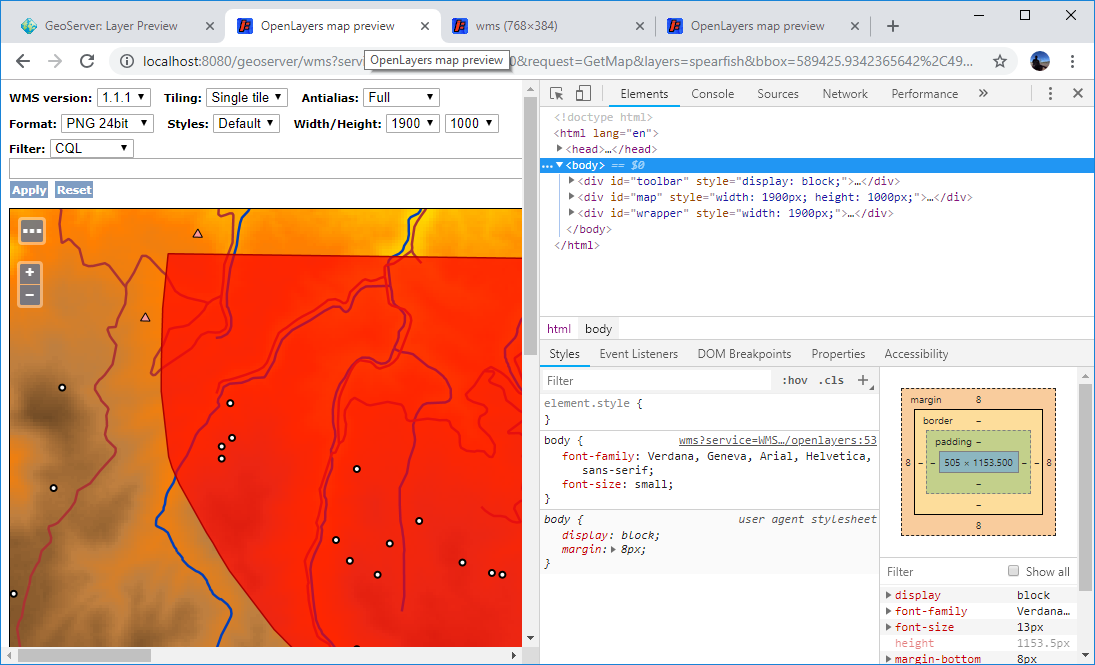 GeoServer: Layer Preview
OpenLayers map preview
wms (768×384)
OpenLayers map preview
localhost:8080/geoserver/wms?servi
OpenLayers map preview
0&request=GetMap&layers=spearfish&bbox=589425.9342365642%2C49...
WMS version: 1.1.1 Tiling: Single tile Antialias: Full
Format: PNG 24bit Styles: Default Width/Height: 1900 1000
Filter: CQL
Apply Reset
+
−
Elements Console Sources Network Performance »
<!doctype html>
<html lang="en">
<head>…</head>
…<body> == $0
<div id="toolbar" style="display: block;">…</div>
<div id="map" style="width: 1900px; height: 1000px;">…</div>
<div id="wrapper" style="width: 1900px;">…</div>
</body>
</html>
html body
Styles Event Listeners DOM Breakpoints Properties Accessibility
Filter :hov .cls +
element.style {
}
body { wms?service=WMS…/openlayers:53
font-family: Verdana, Geneva, Arial, Helvetica,
sans-serif;
font-size: small;
}
body { user agent stylesheet
display: block;
margin: 8px;
}
margin 8
border –
padding –
8 – – 505 × 1153.500 – – 8
–
–
8
Filter Show all
display block
font-family Verdana…
font-size 13px
height 1153.5px
margin-bottom 8px